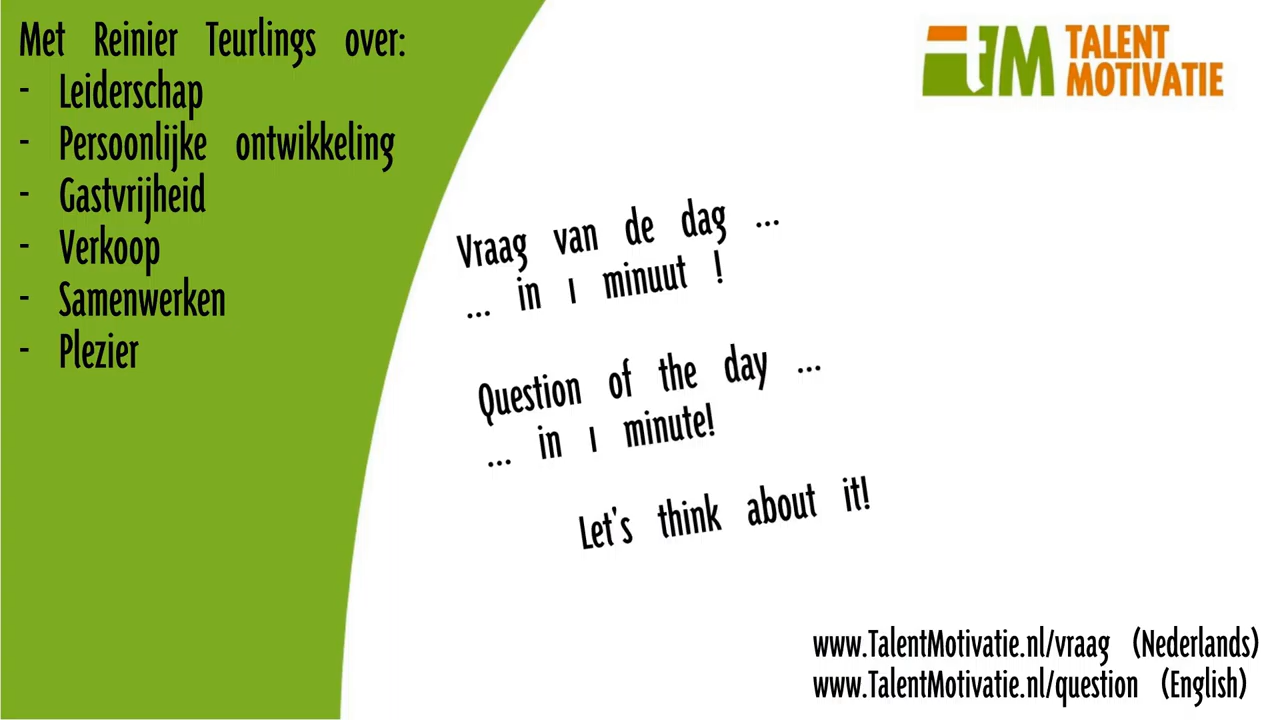 Met Reinier Teurlings over:
- Leiderschap
- Persoonlijke ontwikkeling
- Gastvrijheid
- Verkoop
- Samenwerken
- Plezier
tM TALENT
MOTIVATIE
Vraag van de dag ...
... in 1 minuut !
Question of the day ...
... in 1 minute!
Let's think about it!
www.TalentMotivatie.nl/vraag (Nederlands)
www.TalentMotivatie.nl/question (English)